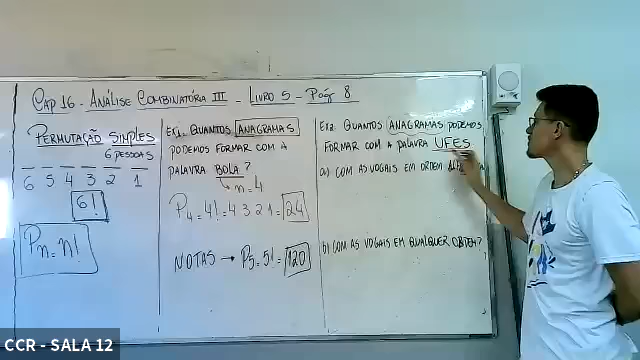 CAP 16 - ANÁLISE COMBINATÓRIA III - LIVRO 5 - PÁG 8
PERMUTAÇÃO SIMPLES
6 PESSOAS
6 5 4 3 2 1
6!
Pn = n!
EX1. QUANTOS ANAGRAMAS
PODEMOS FORMAR COM A
PALAVRA BOLA?
n = 4
P4 = 4! = 4 3 2 1 = 24
NOTAS → P5 = 5! = 120
EX2. QUANTOS ANAGRAMAS PODEMOS
FORMAR COM A PALAVRA UFES
a) COM AS VOGAIS EM ORDEM
b) COM AS VOGAIS EM QUALQUER ORDEM?
CCR - SALA 12